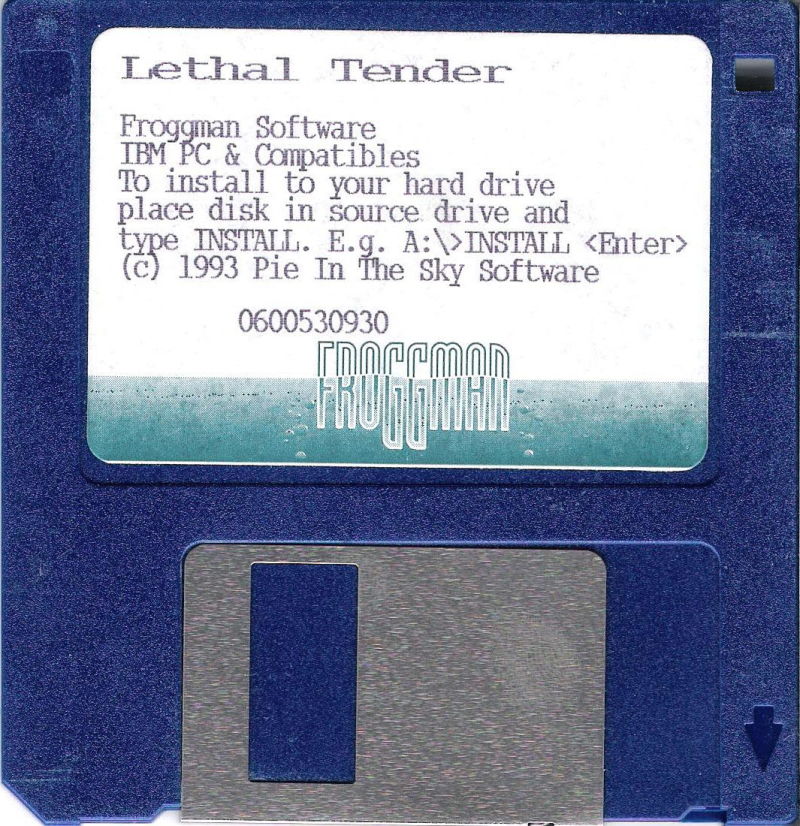 Lethal Tender
Froggman Software
IBM PC & Compatibles
To install to your hard drive
place disk in source drive and
type INSTALL. E.g. A:\>INSTALL <Enter>
(c) 1993 Pie In The Sky Software
0600530930
FROGGMAN